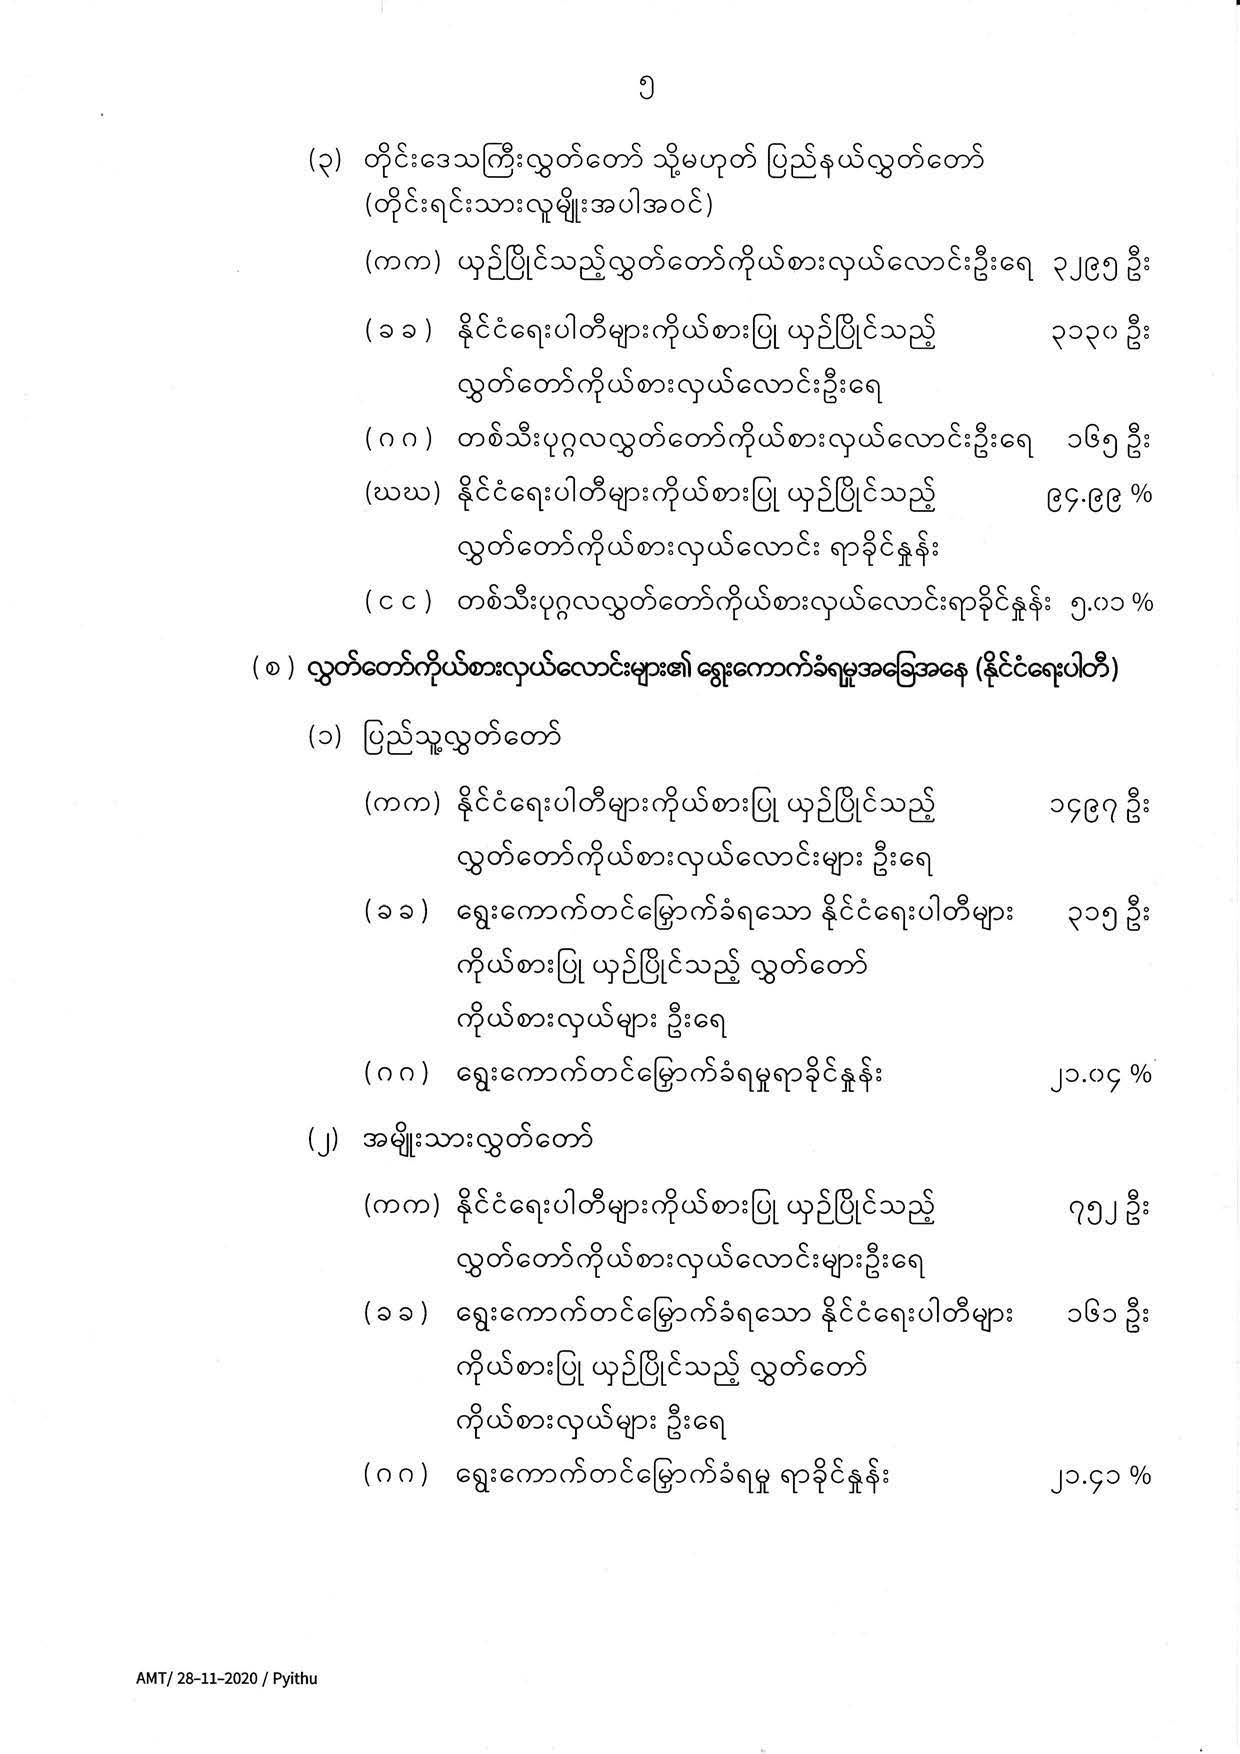 ၅
(၃) တိုင်းဒေသကြီးလွှတ်တော် သို့မဟုတ် ပြည်နယ်လွှတ်တော်
(တိုင်းရင်းသားလူမျိုးအပါအဝင်)
(ကက) ယှဉ်ပြိုင်သည့်လွှတ်တော်ကိုယ်စားလှယ်လောင်းဦးရေ ၃၂၉၅ ဦး
(ခခ) နိုင်ငံရေးပါတီများကိုယ်စားပြု ယှဉ်ပြိုင်သည့် ၃၁၃၀ ဦး
လွှတ်တော်ကိုယ်စားလှယ်လောင်းဦးရေ
(ဂဂ) တစ်သီးပုဂ္ဂလလွှတ်တော်ကိုယ်စားလှယ်လောင်းဦးရေ ၁၆၅ ဦး
(ဃဃ) နိုင်ငံရေးပါတီများကိုယ်စားပြု ယှဉ်ပြိုင်သည့် ၉၄.၉၉ %
လွှတ်တော်ကိုယ်စားလှယ်လောင်း ရာခိုင်နှုန်း
(ငင) တစ်သီးပုဂ္ဂလလွှတ်တော်ကိုယ်စားလှယ်လောင်းရာခိုင်နှုန်း ၅.၀၁ %
(စ) လွှတ်တော်ကိုယ်စားလှယ်လောင်းများ၏ ရွေးကောက်ခံရမှုအခြေအနေ (နိုင်ငံရေးပါတီ)
(၁) ပြည်သူ့လွှတ်တော်
(ကက) နိုင်ငံရေးပါတီများကိုယ်စားပြု ယှဉ်ပြိုင်သည့် ၁၄၉၇ ဦး
လွှတ်တော်ကိုယ်စားလှယ်လောင်းများ ဦးရေ
(ခခ) ရွေးကောက်တင်မြှောက်ခံရသော နိုင်ငံရေးပါတီများ ၃၁၅ ဦး
ကိုယ်စားပြု ယှဉ်ပြိုင်သည့် လွှတ်တော်
ကိုယ်စားလှယ်များ ဦးရေ
(ဂဂ) ရွေးကောက်တင်မြှောက်ခံရမှုရာခိုင်နှုန်း ၂၁.၀၄ %
(၂) အမျိုးသားလွှတ်တော်
(ကက) နိုင်ငံရေးပါတီများကိုယ်စားပြု ယှဉ်ပြိုင်သည့် ၇၅၂ ဦး
လွှတ်တော်ကိုယ်စားလှယ်လောင်းများဦးရေ
(ခခ) ရွေးကောက်တင်မြှောက်ခံရသော နိုင်ငံရေးပါတီများ ၁၆၁ ဦး
ကိုယ်စားပြု ယှဉ်ပြိုင်သည့် လွှတ်တော်
ကိုယ်စားလှယ်များ ဦးရေ
(ဂဂ) ရွေးကောက်တင်မြှောက်ခံရမှု ရာခိုင်နှုန်း ၂၁.၄၁ %
AMT/ 28-11-2020 / Pyithu